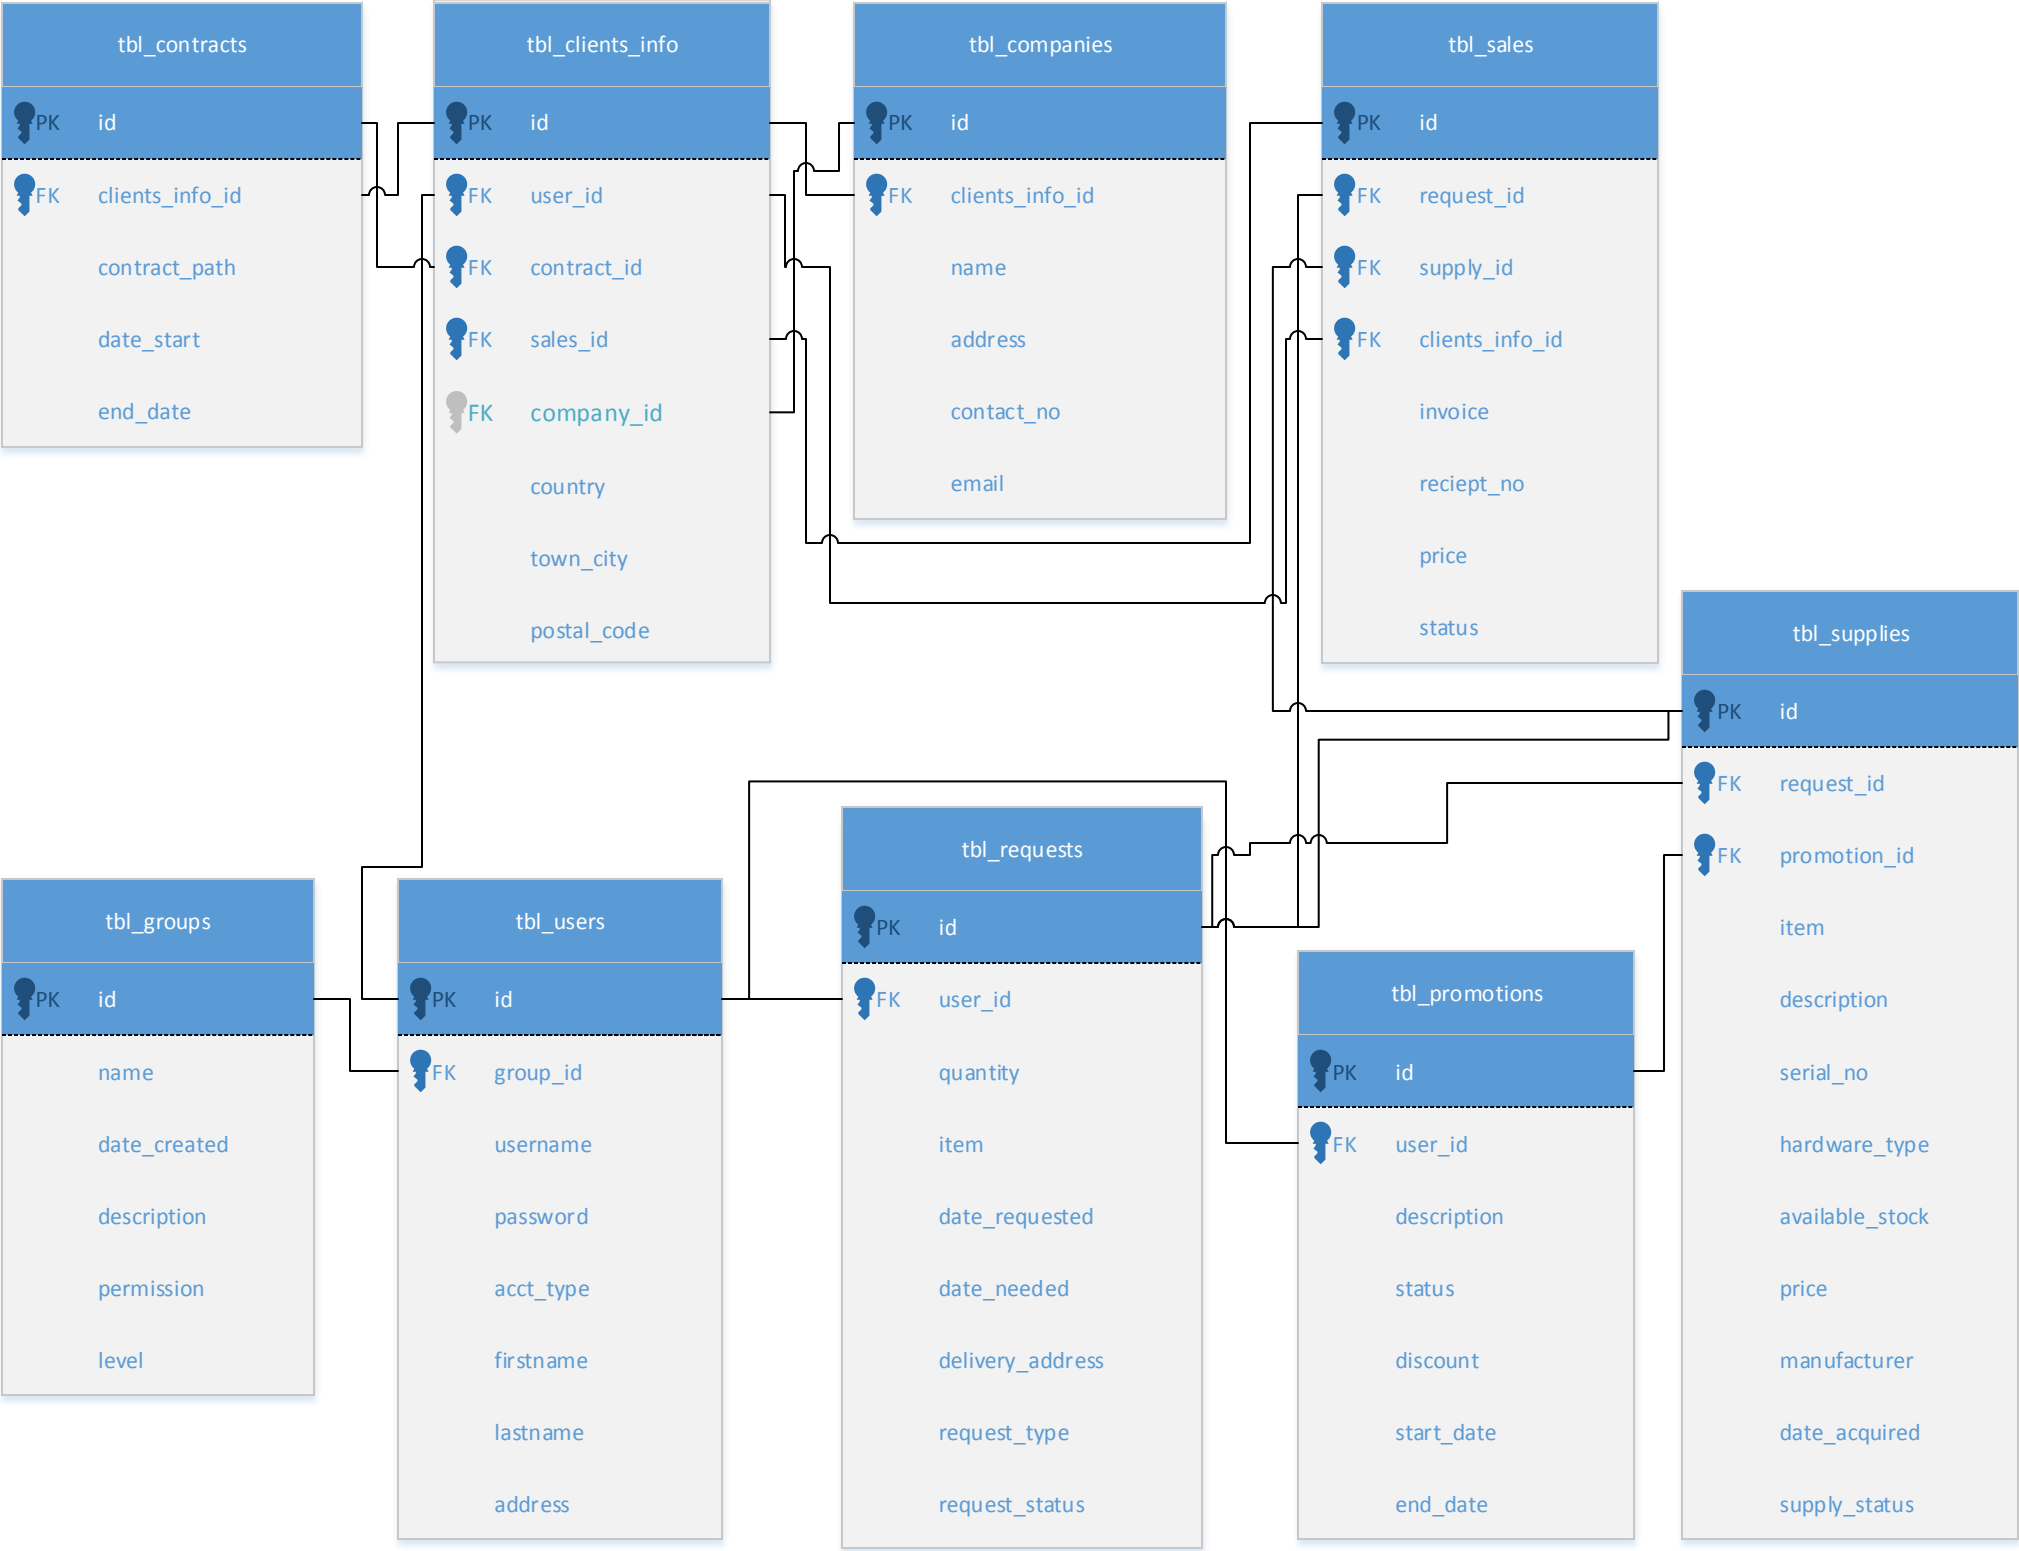 tbl_contracts
PK id
FK clients_info_id
contract_path
date_start
end_date
tbl_clients_info
PK id
FK user_id
FK contract_id
FK sales_id
FK company_id
country
town_city
postal_code
tbl_companies
PK id
FK clients_info_id
name
address
contact_no
email
tbl_sales
PK id
FK request_id
FK supply_id
FK clients_info_id
invoice
reciept_no
price
status
tbl_groups
PK id
name
date_created
description
permission
level
tbl_users
PK id
FK group_id
username
password
acct_type
firstname
lastname
address
tbl_requests
PK id
FK user_id
quantity
item
date_requested
date_needed
delivery_address
request_type
request_status
tbl_promotions
PK id
FK user_id
description
status
discount
start_date
end_date
tbl_supplies
PK id
FK request_id
FK promotion_id
item
description
serial_no
hardware_type
available_stock
price
manufacturer
date_acquired
supply_status